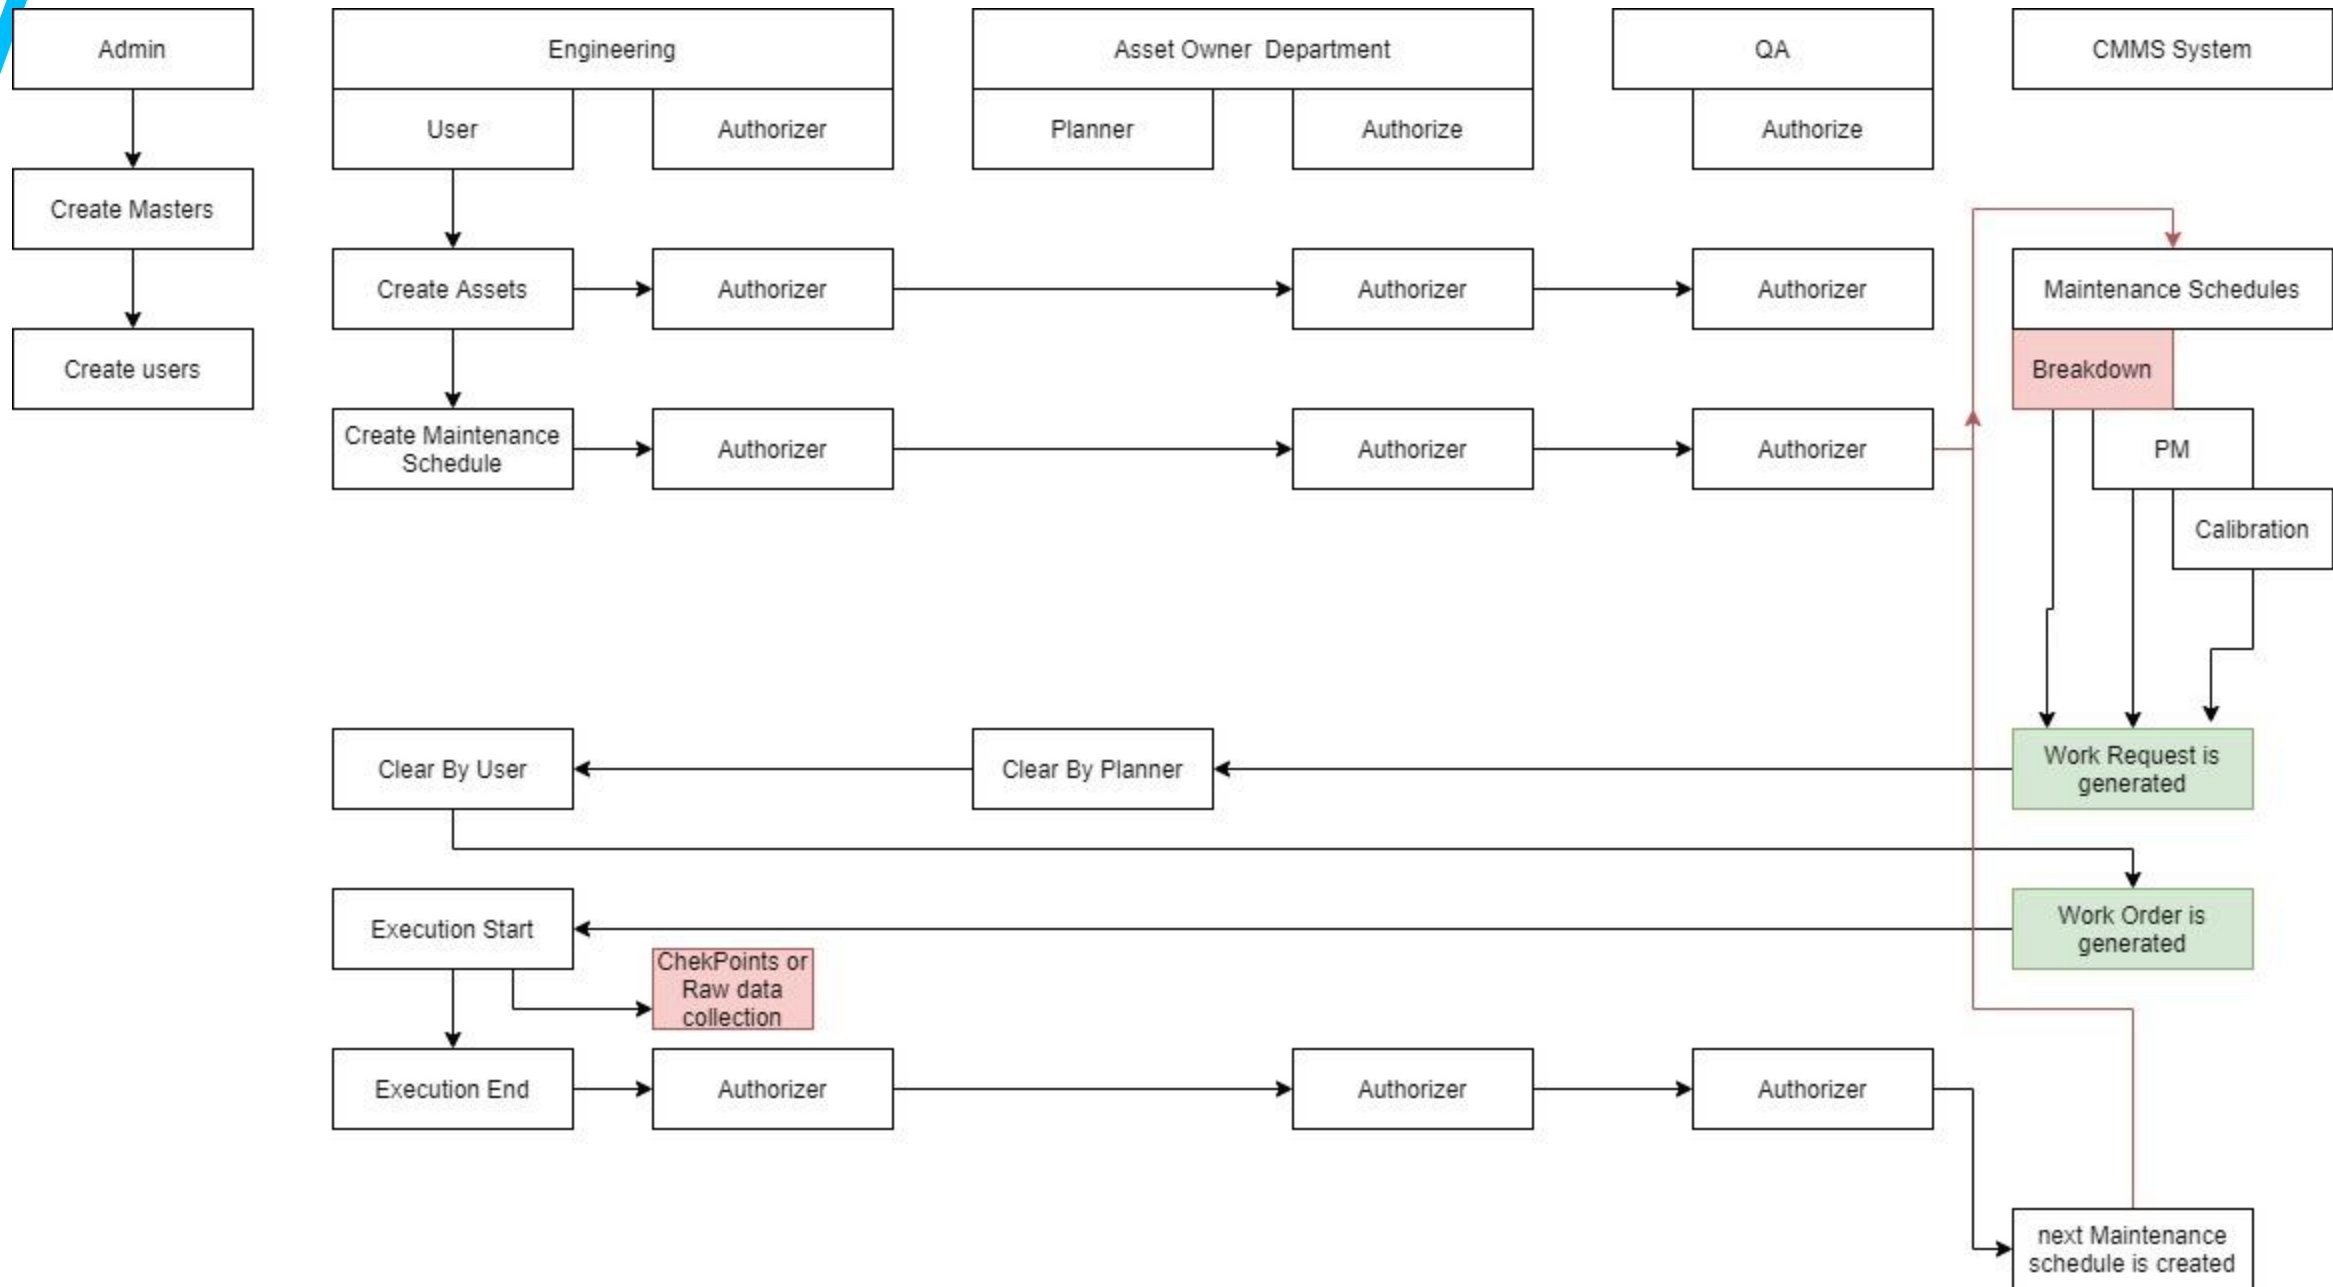 Admin
Engineering
Asset Owner  Department
QA
CMMS System
User
Authorizer
Planner
Authorize
Authorize
Create Masters
Create Assets
Authorizer
Authorizer
Authorizer
Maintenance Schedules
Create users
Breakdown
Create Maintenance
Schedule
Authorizer
Authorizer
Authorizer
PM
Calibration
Clear By User
Clear By Planner
Work Request is
generated
Execution Start
Work Order is
generated
ChekPoints or
Raw data
collection
Execution End
Authorizer
Authorizer
Authorizer
next Maintenance
schedule is created